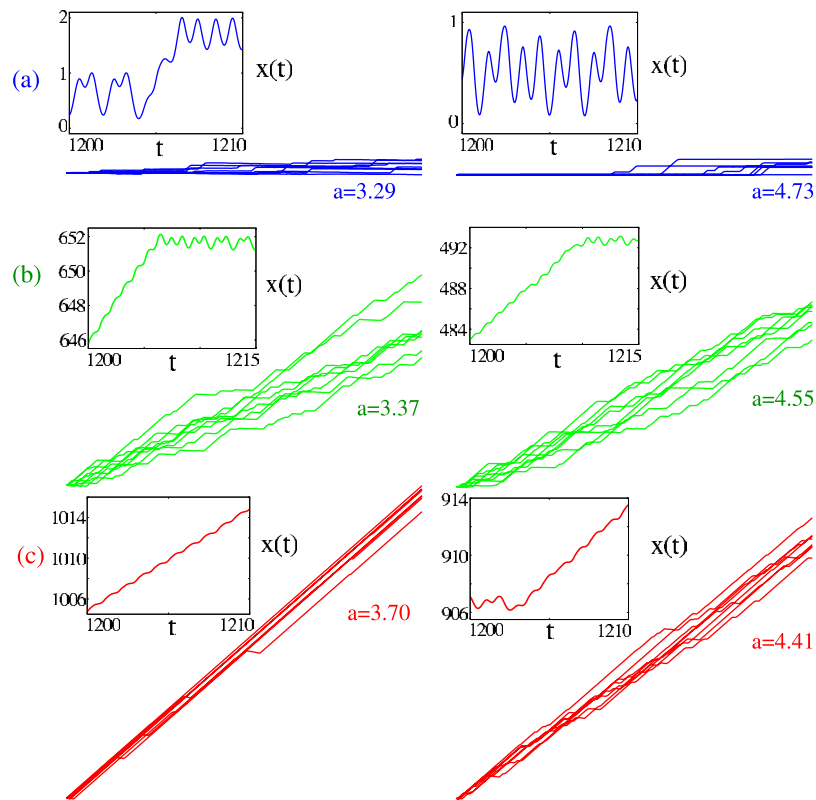 2
1
0
1200
1210
t
x(t)
(a)
a=3.29
1
0
1200
1210
t
x(t)
a=4.73
(b)
652
650
648
646
1200
1215
t
x(t)
a=3.37
492
488
484
1200
1215
t
x(t)
a=4.55
(c)
1014
1010
1006
1200
1210
t
x(t)
a=3.70
914
910
906
1200
1210
t
x(t)
a=4.41